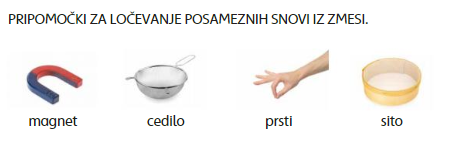 PRIPOMOČKI ZA LOČEVANJE POSAMEZNIH SNOVI IZ ZMESI.
magnet cedilo prsti sito